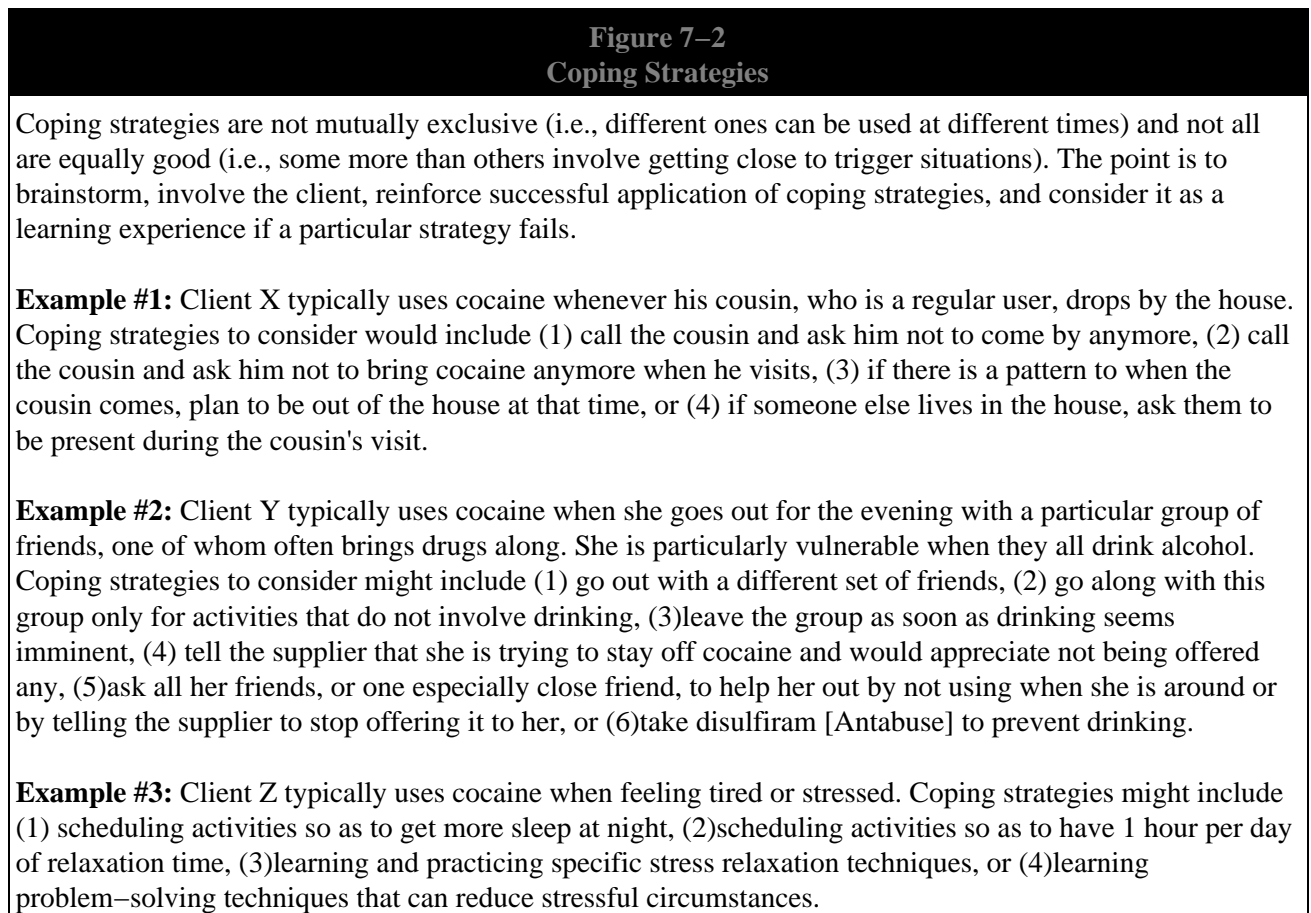 Figure 7–2
Coping Strategies
Coping strategies are not mutually exclusive (i.e., different ones can be used at different times) and not all
are equally good (i.e., some more than others involve getting close to trigger situations). The point is to
brainstorm, involve the client, reinforce successful application of coping strategies, and consider it as a
learning experience if a particular strategy fails.
Example #1: Client X typically uses cocaine whenever his cousin, who is a regular user, drops by the house.
Coping strategies to consider would include (1) call the cousin and ask him not to come by anymore, (2) call
the cousin and ask him not to bring cocaine anymore when he visits, (3) if there is a pattern to when the
cousin comes, plan to be out of the house at that time, or (4) if someone else lives in the house, ask them to
be present during the cousin's visit.
Example #2: Client Y typically uses cocaine when she goes out for the evening with a particular group of
friends, one of whom often brings drugs along. She is particularly vulnerable when they all drink alcohol.
Coping strategies to consider might include (1) go out with a different set of friends, (2) go along with this
group only for activities that do not involve drinking, (3)leave the group as soon as drinking seems
imminent, (4) tell the supplier that she is trying to stay off cocaine and would appreciate not being offered
any, (5)ask all her friends, or one especially close friend, to help her out by not using when she is around or
by telling the supplier to stop offering it to her, or (6)take disulfiram [Antabuse] to prevent drinking.
Example #3: Client Z typically uses cocaine when feeling tired or stressed. Coping strategies might include
(1) scheduling activities so as to get more sleep at night, (2)scheduling activities so as to have 1 hour per day
of relaxation time, (3)learning and practicing specific stress relaxation techniques, or (4)learning
problem–solving techniques that can reduce stressful circumstances.